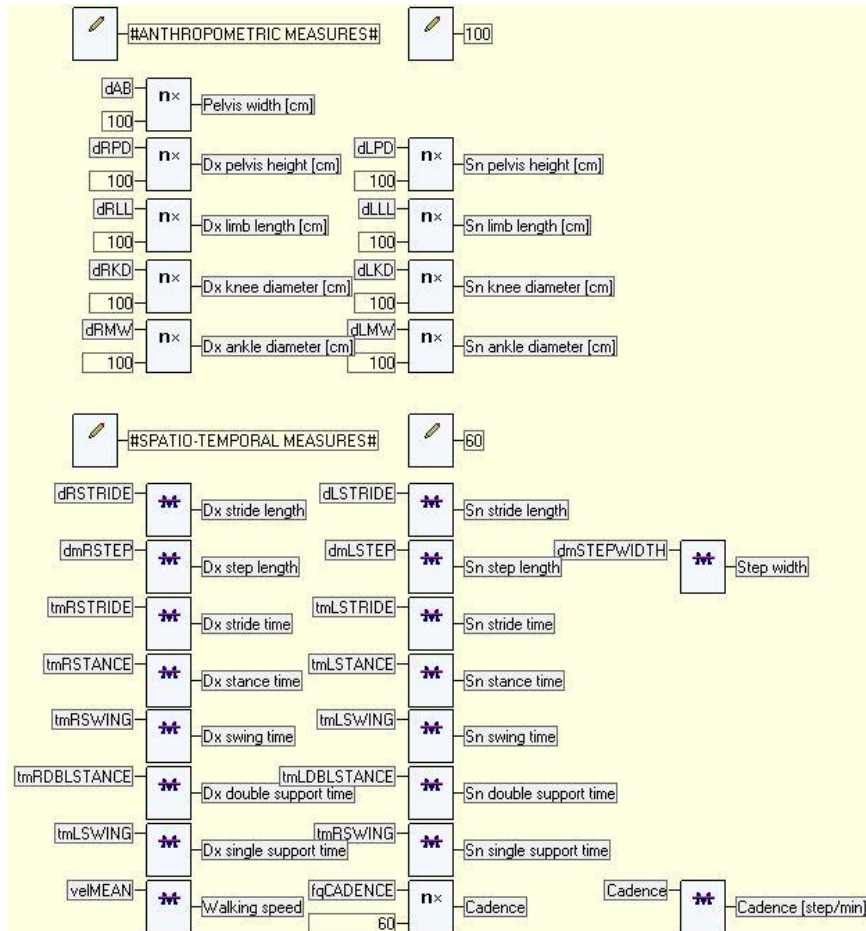 #ANTHROPOMETRIC MEASURES# 100
dAB n×
100 Pelvis width [cm]
dRPD n× dLPD n×
Dx pelvis height [cm] Sn pelvis height [cm]
100 100
dRLL n× dLLL n×
Dx limb length [cm] Sn limb length [cm]
100 100
dRKD n× dLKD n×
Dx knee diameter [cm] Sn knee diameter [cm]
100 100
dRMW n× dLMW n×
Dx ankle diameter [cm] Sn ankle diameter [cm]
100 100
#SPATIO-TEMPORAL MEASURES# 60
dRSTRIDE M dLSTRIDE M
Dx stride length Sn stride length
dmRSTEP M dmLSTEP M dmSTEPWIDTH M
Dx step length Sn step length Step width
tmRSTRIDE M tmLSTRIDE M
Dx stride time Sn stride time
tmRSTANCE M tmLSTANCE M
Dx stance time Sn stance time
tmRSWING M tmLSWING M
Dx swing time Sn swing time
tmRDBLSTANCE M tmLDBLSTANCE M
Dx double support time Sn double support time
tmLSWING M tmRSWING M
Dx single support time Sn single support time
velMEAN M fqCADENCE n× Cadence M
Walking speed Cadence Cadence [step/min]
60